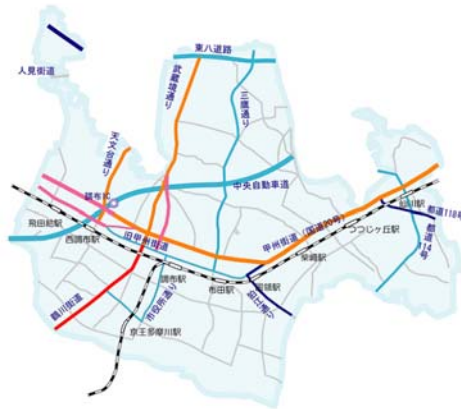 東八道路
人見街道
武蔵境通り
三鷹通り
天文台通り
調布IC
中央自動車道
飛田給駅
西調布駅
旧甲州街道
甲州街道（国道20号）
つつじヶ丘駅
仙川駅
都道118号
都道114号
柴崎駅
国領駅
布田駅
調布駅
狛江通り
鶴川街道
市役所通り
京王多摩川駅